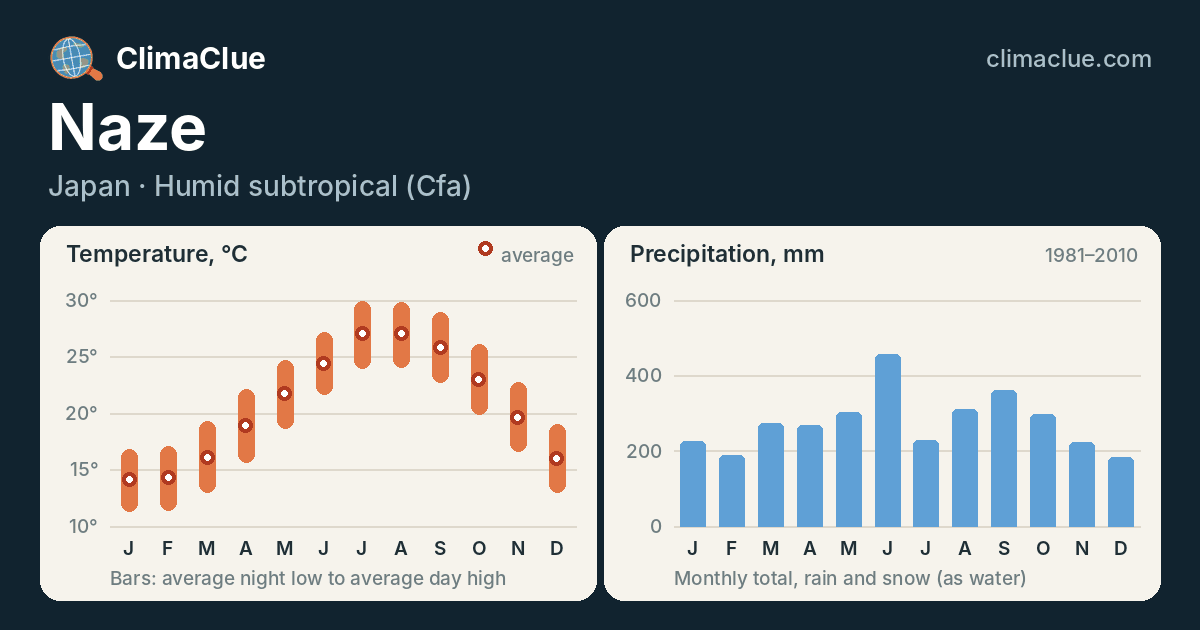 ClimaClue
climaclue.com
Naze
Japan · Humid subtropical (Cfa)
Temperature, °C
average
30°
25°
20°
15°
10°
J F M A M J J A S O N D
Bars: average night low to average day high
Precipitation, mm
1981–2010
600
400
200
0
J F M A M J J A S O N D
Monthly total, rain and snow (as water)